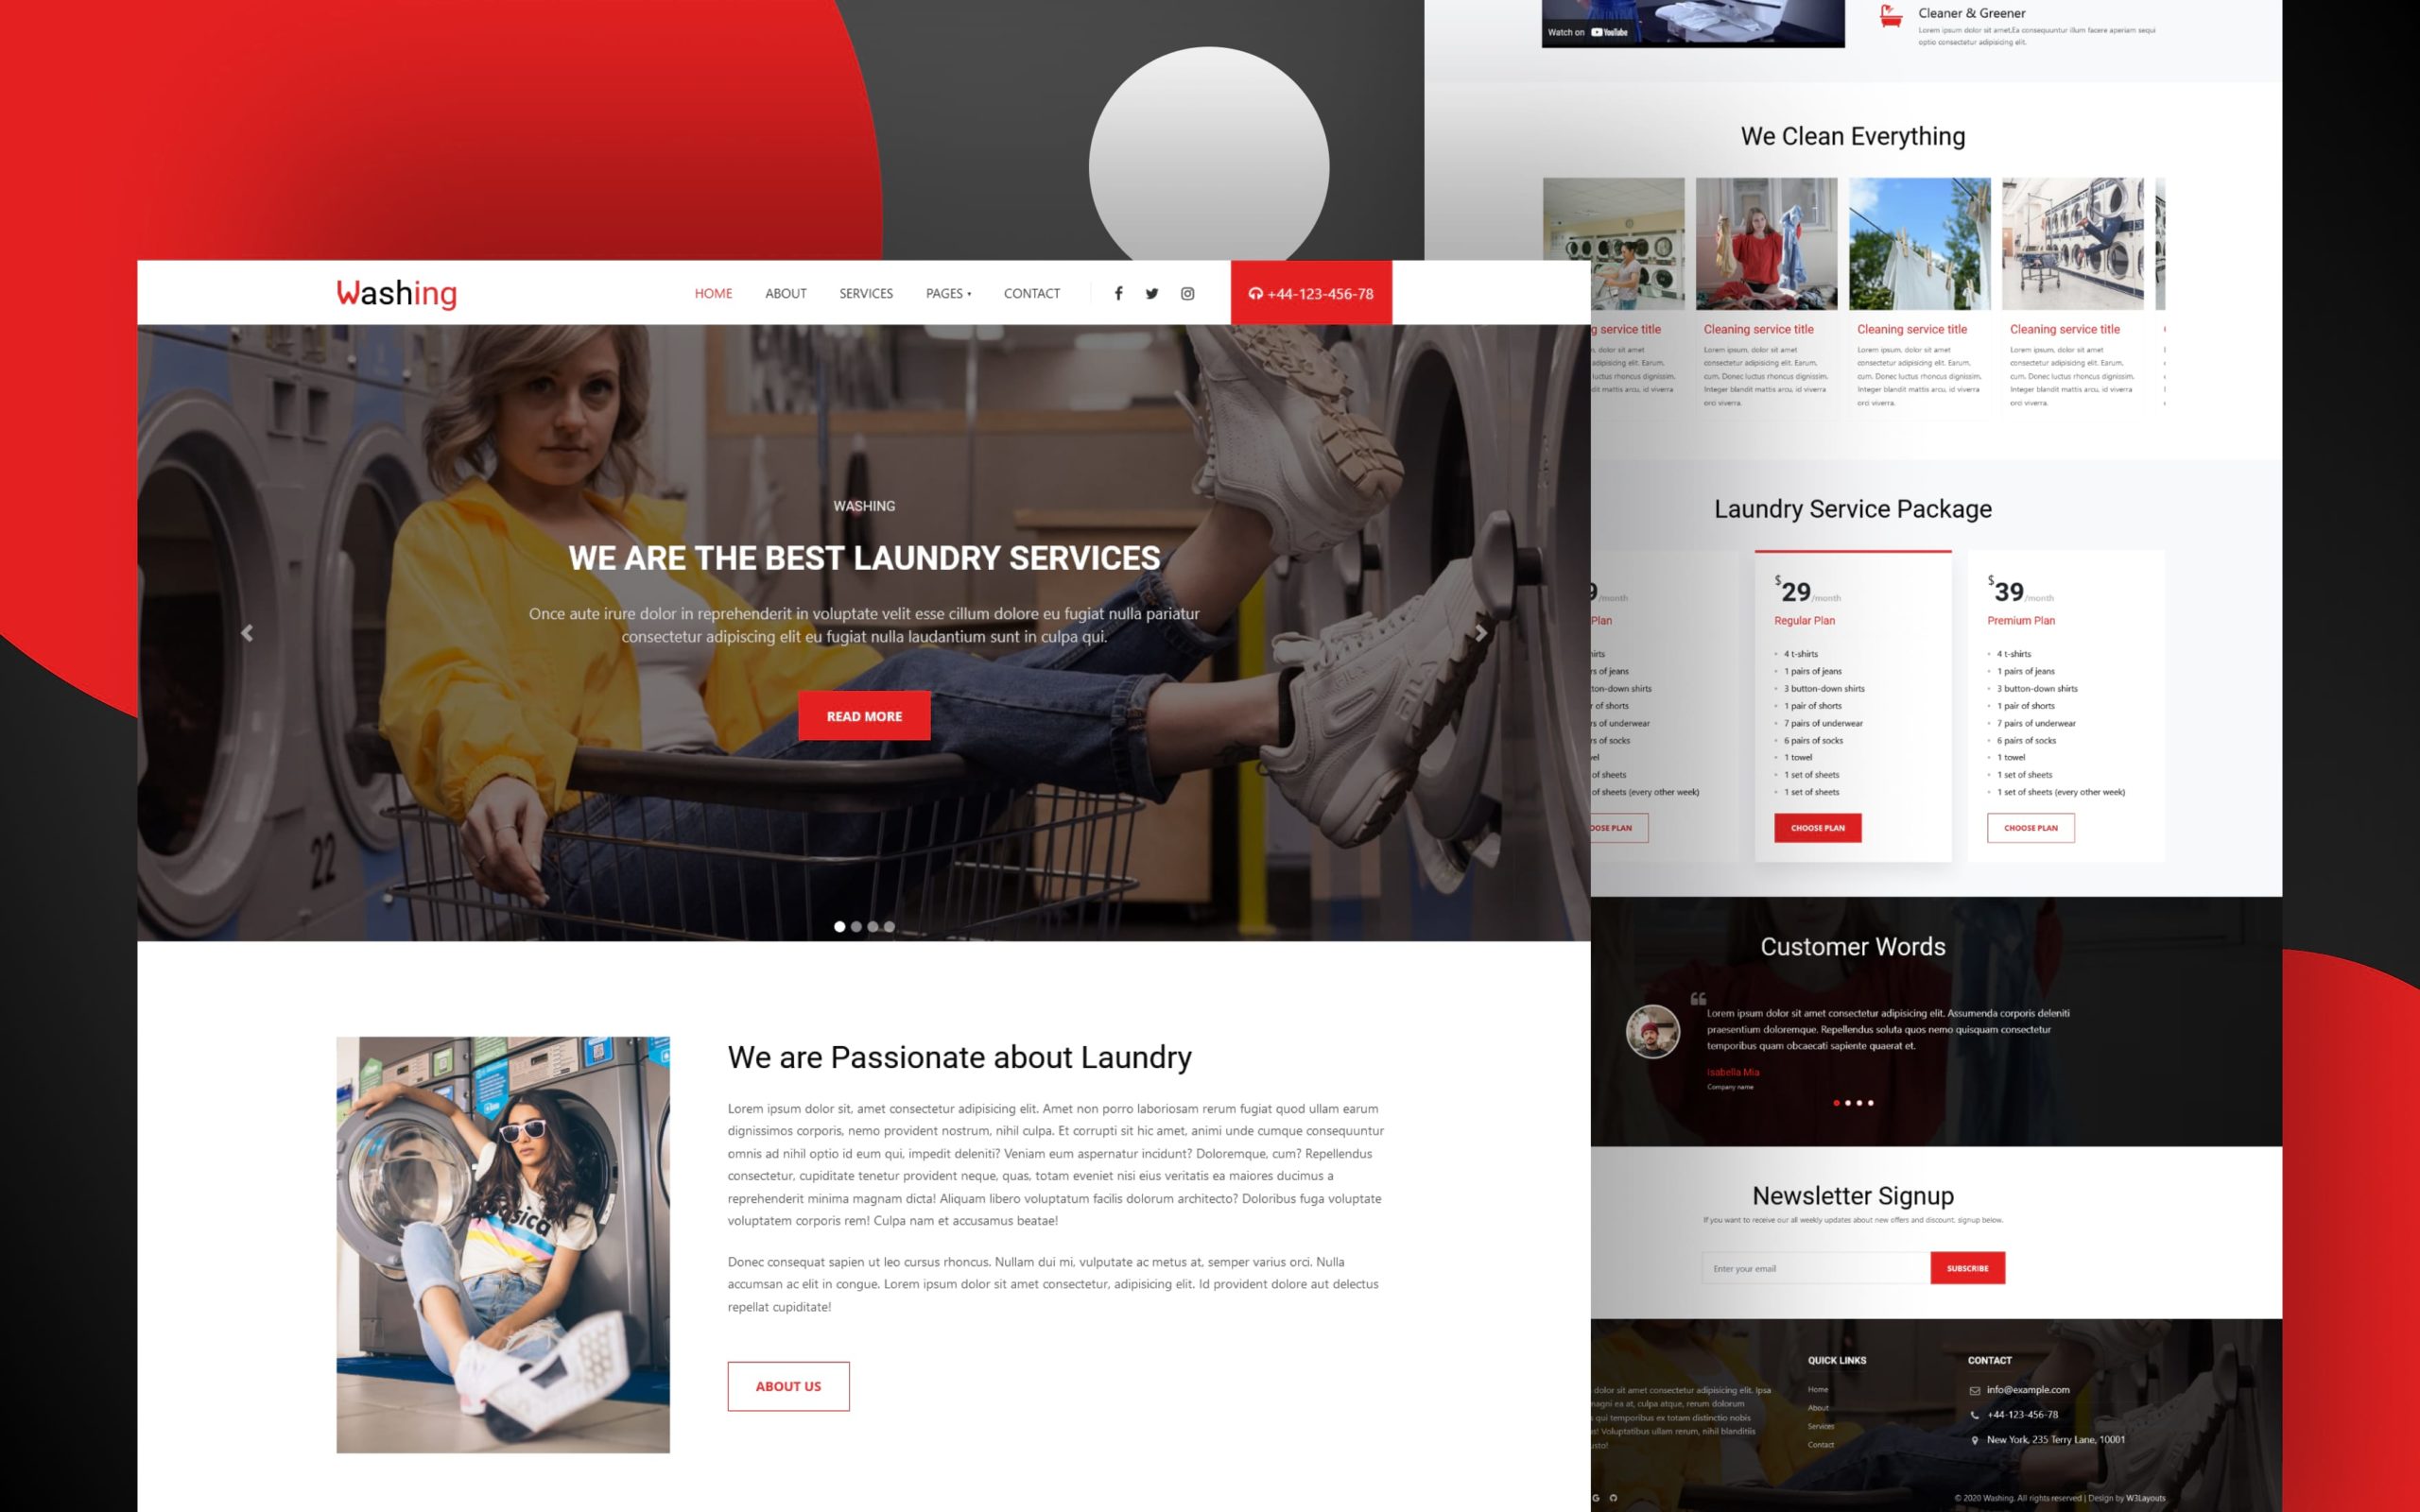 Washing
HOME ABOUT SERVICES PAGES CONTACT
+44-123-456-78
WASHING
WE ARE THE BEST LAUNDRY SERVICES
Once aute irure dolor in reprehenderit in voluptate velit esse cillum dolore eu fugiat nulla pariatur
consectetur adipiscing elit eu fugiat nulla laudantium sunt in culpa qui.
READ MORE
22
We are Passionate about Laundry
Lorem ipsum dolor sit, amet consectetur adipisicing elit. Amet non porro laboriosam rerum fugiat quod ullam earum
dignissimos corporis, nemo provident nostrum, nihil culpa. Et corrupti sit hic amet, animi unde cumque consequuntur
omnis ad nihil optio id eum qui, impedit deleniti? Veniam eum aspernatur incidunt? Doloremque, cum? Repellendus
consectetur, cupiditate tenetur provident neque, quas, totam eveniet nisi eius veritatis ea maiores ducimus a
reprehenderit minima magnam dicta! Aliquam libero voluptatum facilis dolorum architecto? Doloribus fuga voluptate
voluptatem corporis rem! Culpa nam et accusamus beatae!
Donec consequat sapien ut leo cursus rhoncus. Nullam dui mi, vulputate ac metus at, semper varius orci. Nulla
accumsan ac elit in congue. Lorem ipsum dolor sit amet consectetur, adipisicing elit. Id provident dolore aut delectus
repellat cupiditate!
ABOUT US
Watch on YouTube
Cleaner & Greener
Lorem ipsum dolor sit amet.Ea consequuntur illum facere aperiam sequi
optio consectetur adipisicing elit.
We Clean Everything
g service title
dolor sit amet
adipisicing elit. Earum,
luctus rhoncus dignissim.
dit mattis arcu, id viverra
Cleaning service title
Lorem ipsum, dolor sit amet
consectetur adipisicing elit. Earum,
cum. Donec luctus rhoncus dignissim.
Integer blandit mattis arcu, id viverra
orci viverra.
Cleaning service title
Lorem ipsum, dolor sit amet
consectetur adipisicing elit. Earum,
cum. Donec luctus rhoncus dignissim.
Integer blandit mattis arcu, id viverra
orci viverra.
Cleaning service title
Lorem ipsum, dolor sit amet
consectetur adipisicing elit. Earum,
cum. Donec luctus rhoncus dignissim.
Integer blandit mattis arcu, id viverra
orci viverra.
Laundry Service Package
9/month
Plan
irts
rs of jeans
ton-down shirts
r of shorts
rs of underwear
rs of socks
el
of sheets
of sheets (every other week)
OOSE PLAN
$29/month
Regular Plan
4 t-shirts
1 pairs of jeans
3 button-down shirts
1 pair of shorts
7 pairs of underwear
6 pairs of socks
1 towel
1 set of sheets
1 set of sheets
CHOOSE PLAN
$39/month
Premium Plan
4 t-shirts
1 pairs of jeans
3 button-down shirts
1 pair of shorts
7 pairs of underwear
6 pairs of socks
1 towel
1 set of sheets
1 set of sheets (every other week)
CHOOSE PLAN
Customer Words
Lorem ipsum dolor sit amet consectetur adipisicing elit. Assumenda corporis deleniti
praesentium doloremque. Repellendus soluta quos nemo quisquam consectetur
temporibus quam obcaecati sapiente quaerat et.
Isabella Mia
Company name
Newsletter Signup
If you want to receive our all weekly updates about new offers and discount, signup below.
Enter your email
SUBSCRIBE
dolor sit amet consectetur adipisicing elit. Ipsa
magni ea at, culpa atque, rerum dolorum
qui temporibus ex totam distinctio nobis
us! Voluptatibus ullam rerum, nihil blanditiis
usto!
QUICK LINKS
Home
About
Services
Contact
CONTACT
info@example.com
+44-123-456-78
New York, 235 Terry Lane, 10001
© 2020 Washing. All rights reserved | Design by W3Layouts